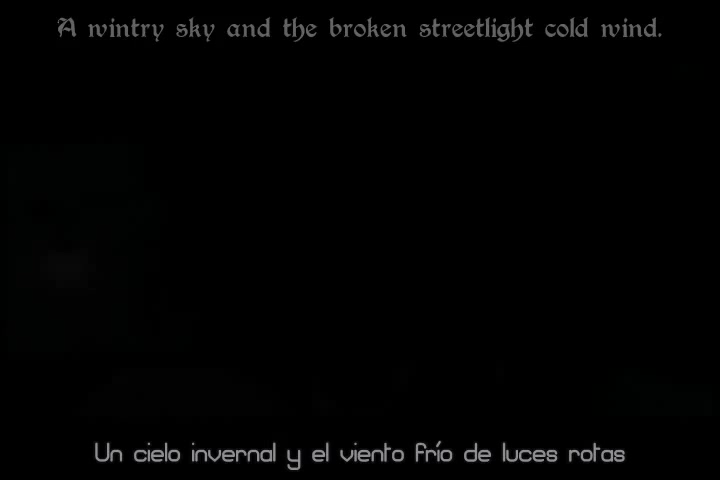 A wintry sky and the broken streetlight cold wind.
Un cielo invernal y el viento frío de luces rotas